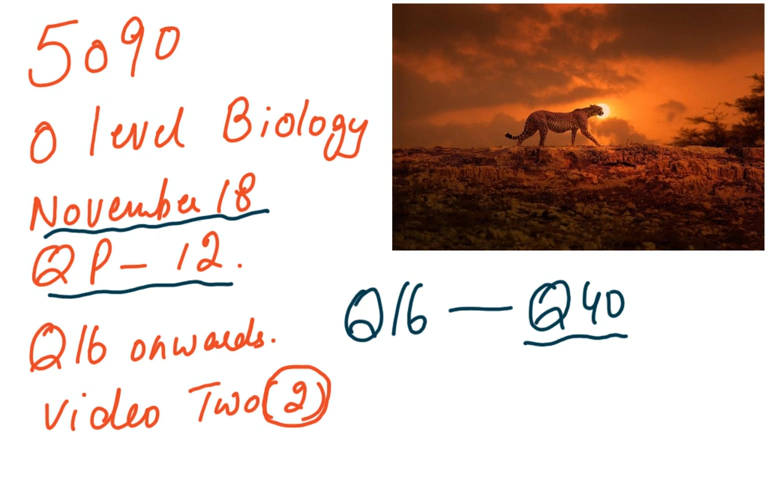 5090
O level Biology
November 18
QP - 12.
Q16 onwards.
Video Two (2)
Q16 — Q40